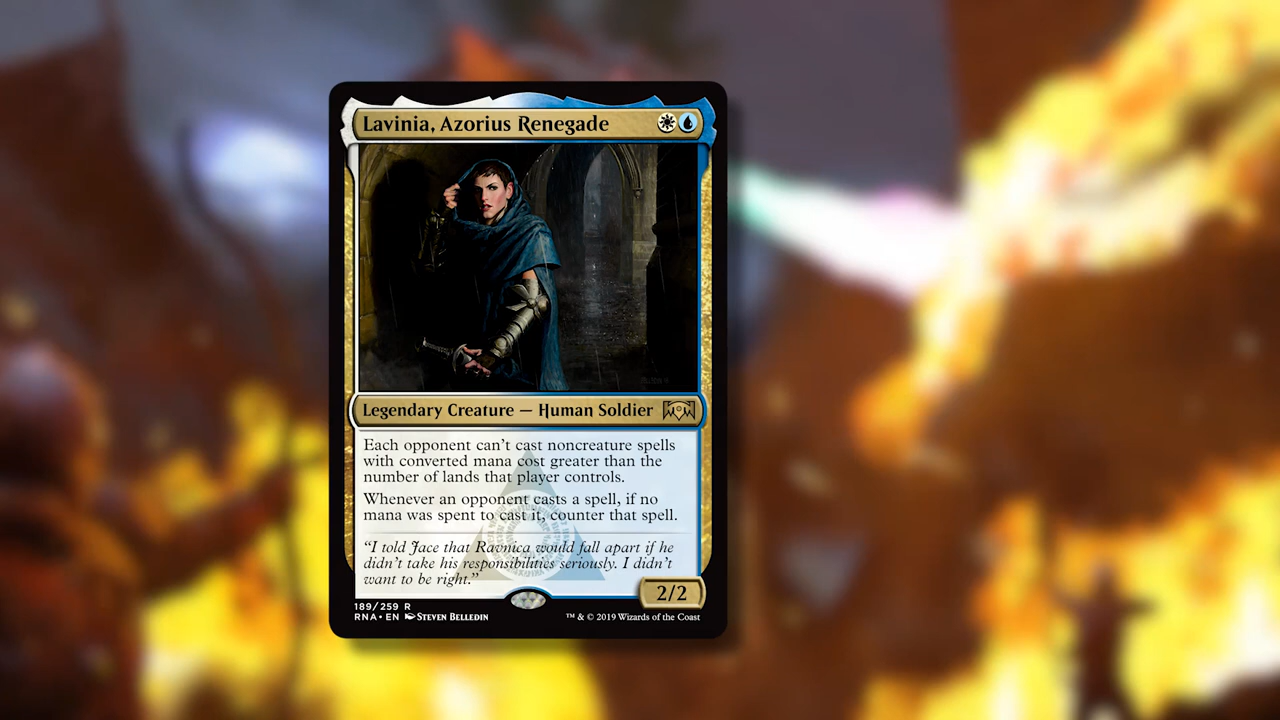 Lavinia, Azorius Renegade
Legendary Creature — Human Soldier
Each opponent can't cast noncreature spells
with converted mana cost greater than the
number of lands that player controls.
Whenever an opponent casts a spell, if no
mana was spent to cast it, counter that spell.
“I told Jace that Ravnica would fall apart if he
didn't take his responsibilities seriously. I didn't
want to be right.”
2/2
189/259 R
RNA • EN Steven Belledin
™ & © 2019 Wizards of the Coast